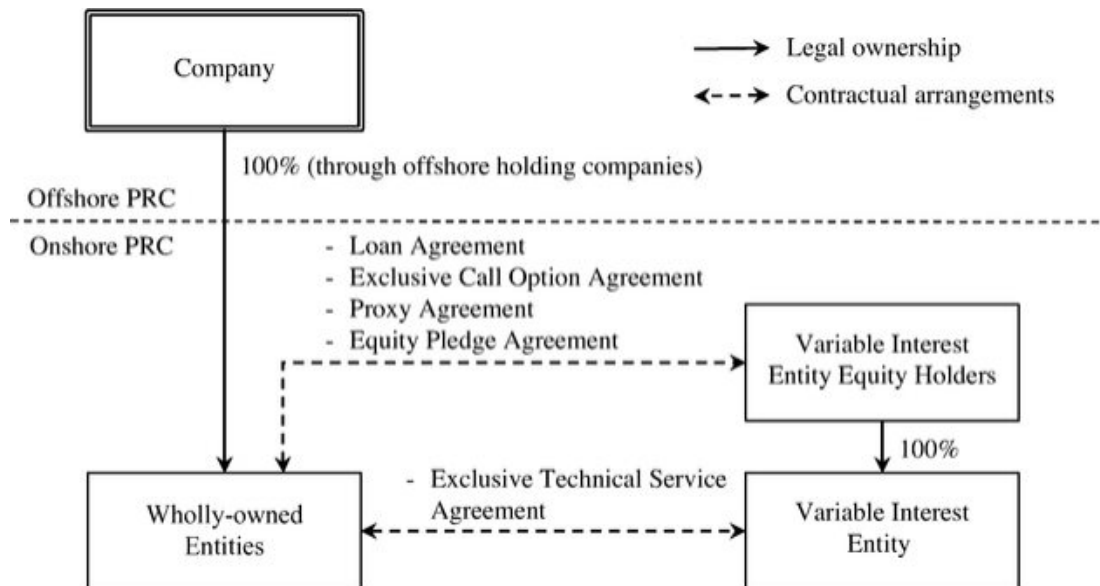 Company
Legal ownership
Contractual arrangements
100% (through offshore holding companies)
Offshore PRC
Onshore PRC
- Loan Agreement
- Exclusive Call Option Agreement
- Proxy Agreement
- Equity Pledge Agreement
Variable Interest
Entity Equity Holders
100%
- Exclusive Technical Service
Agreement
Wholly-owned
Entities
Variable Interest
Entity